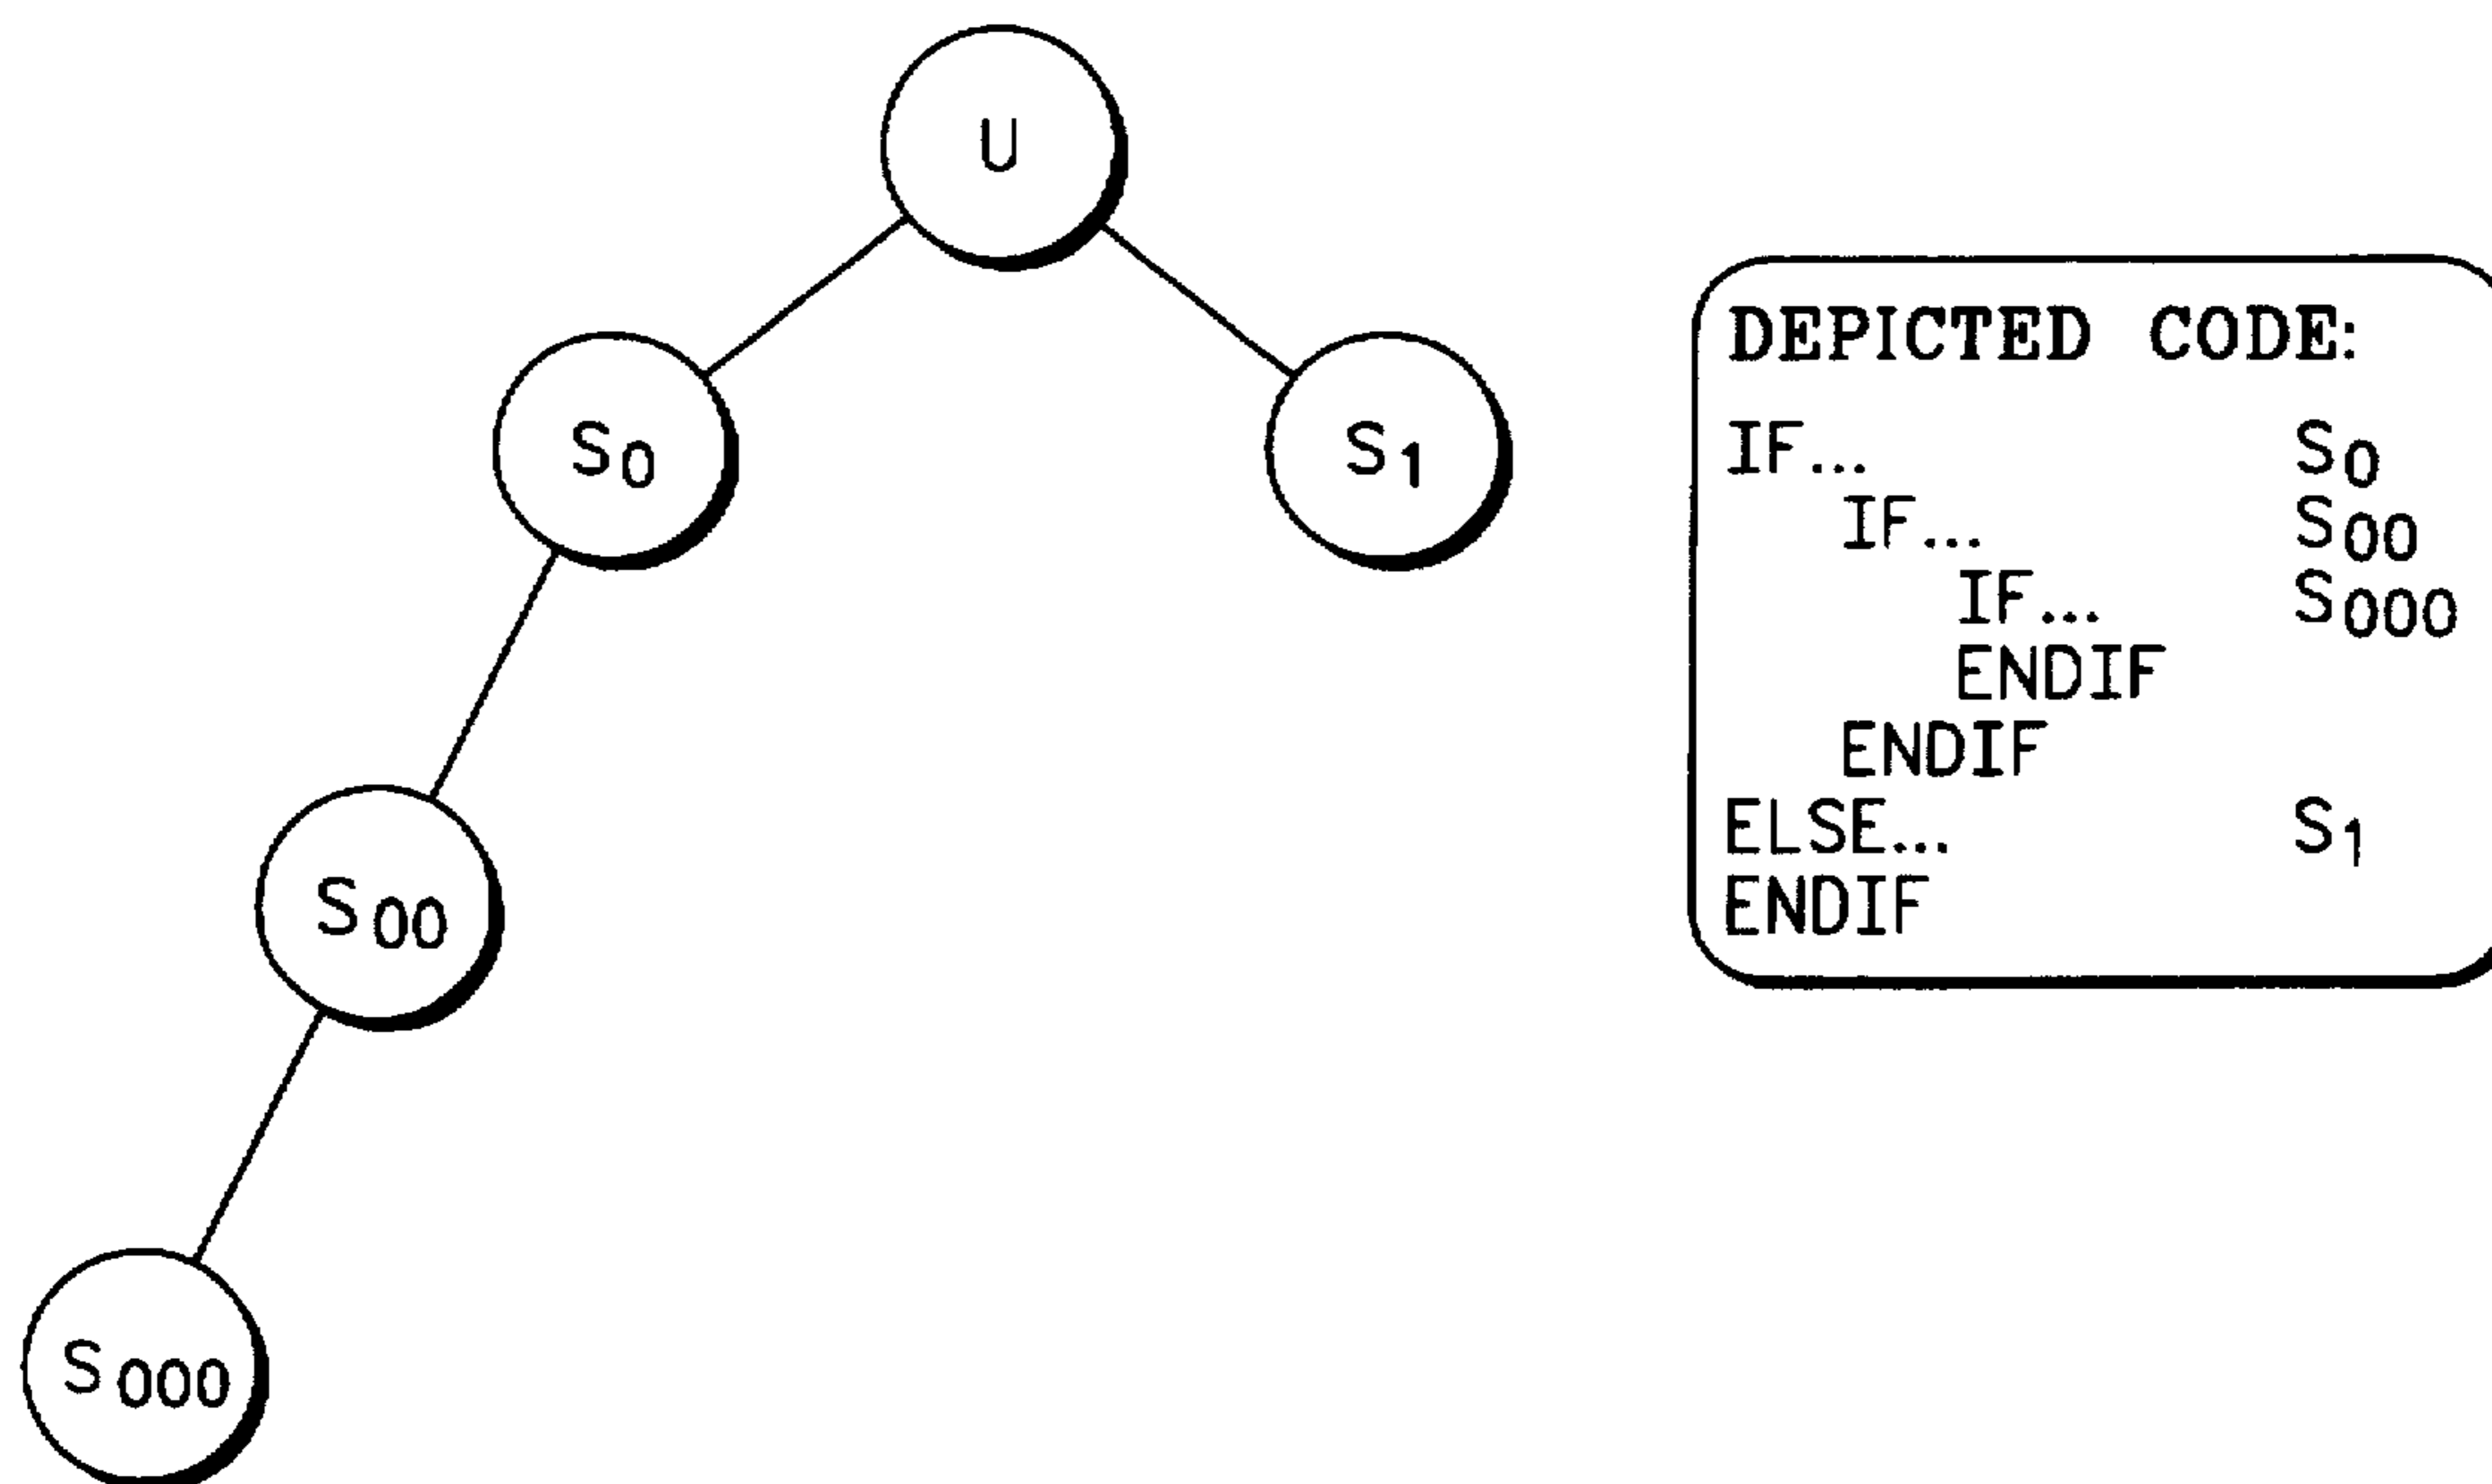 U
S0
S1
S00
S000
DEPICTED CODE:
IF... S0
IF... S00
IF... S000
ENDIF
ENDIF
ELSE... S1
ENDIF